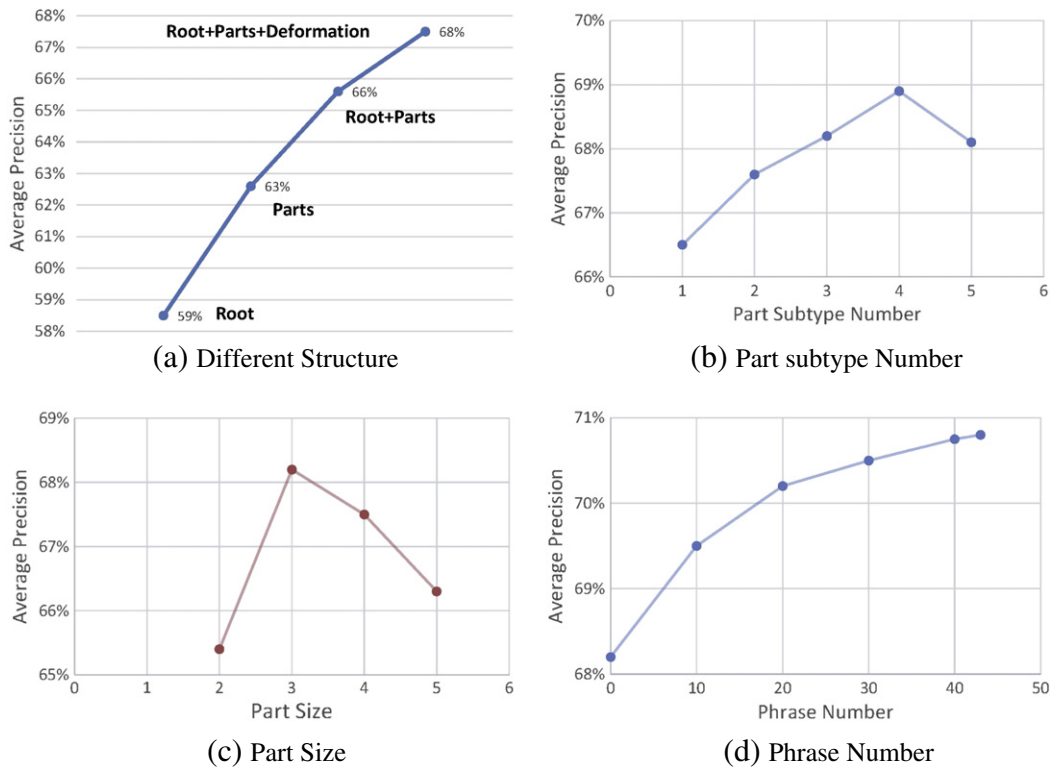 68%
67%
66%
65%
64%
63%
62%
61%
60%
59%
58%
Average Precision
Root+Parts+Deformation
68%
66%
Root+Parts
63%
Parts
59%
Root
(a) Different Structure
70%
69%
68%
67%
66%
Average Precision
0 1 2 3 4 5 6
Part Subtype Number
(b) Part subtype Number
69%
68%
67%
66%
65%
Average Precision
0 1 2 3 4 5 6
Part Size
(c) Part Size
71%
70%
69%
68%
Average Precision
0 10 20 30 40 50
Phrase Number
(d) Phrase Number